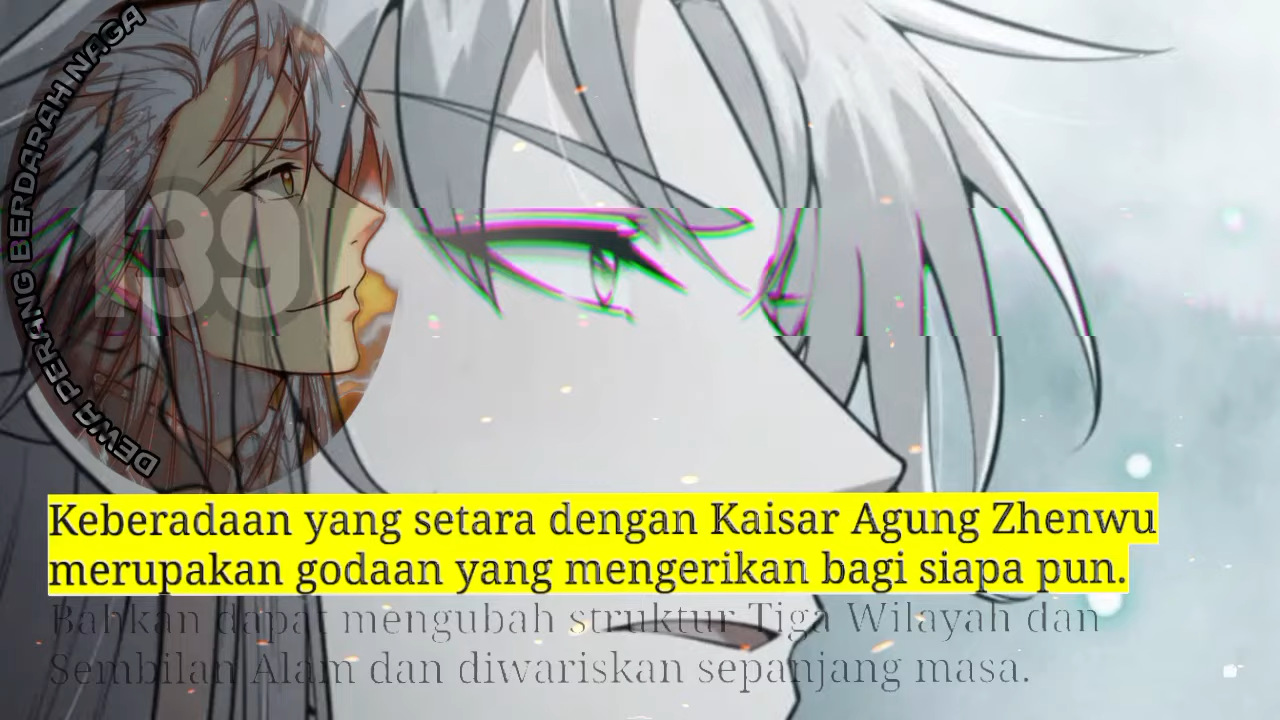 DEWA PERANG BERDARAH NAGA
139
Keberadaan yang setara dengan Kaisar Agung Zhenwu
merupakan godaan yang mengerikan bagi siapa pun.
Bahkan dapat mengubah struktur Tiga Wilayah dan
Sembilan Alam dan diwariskan sepanjang masa.